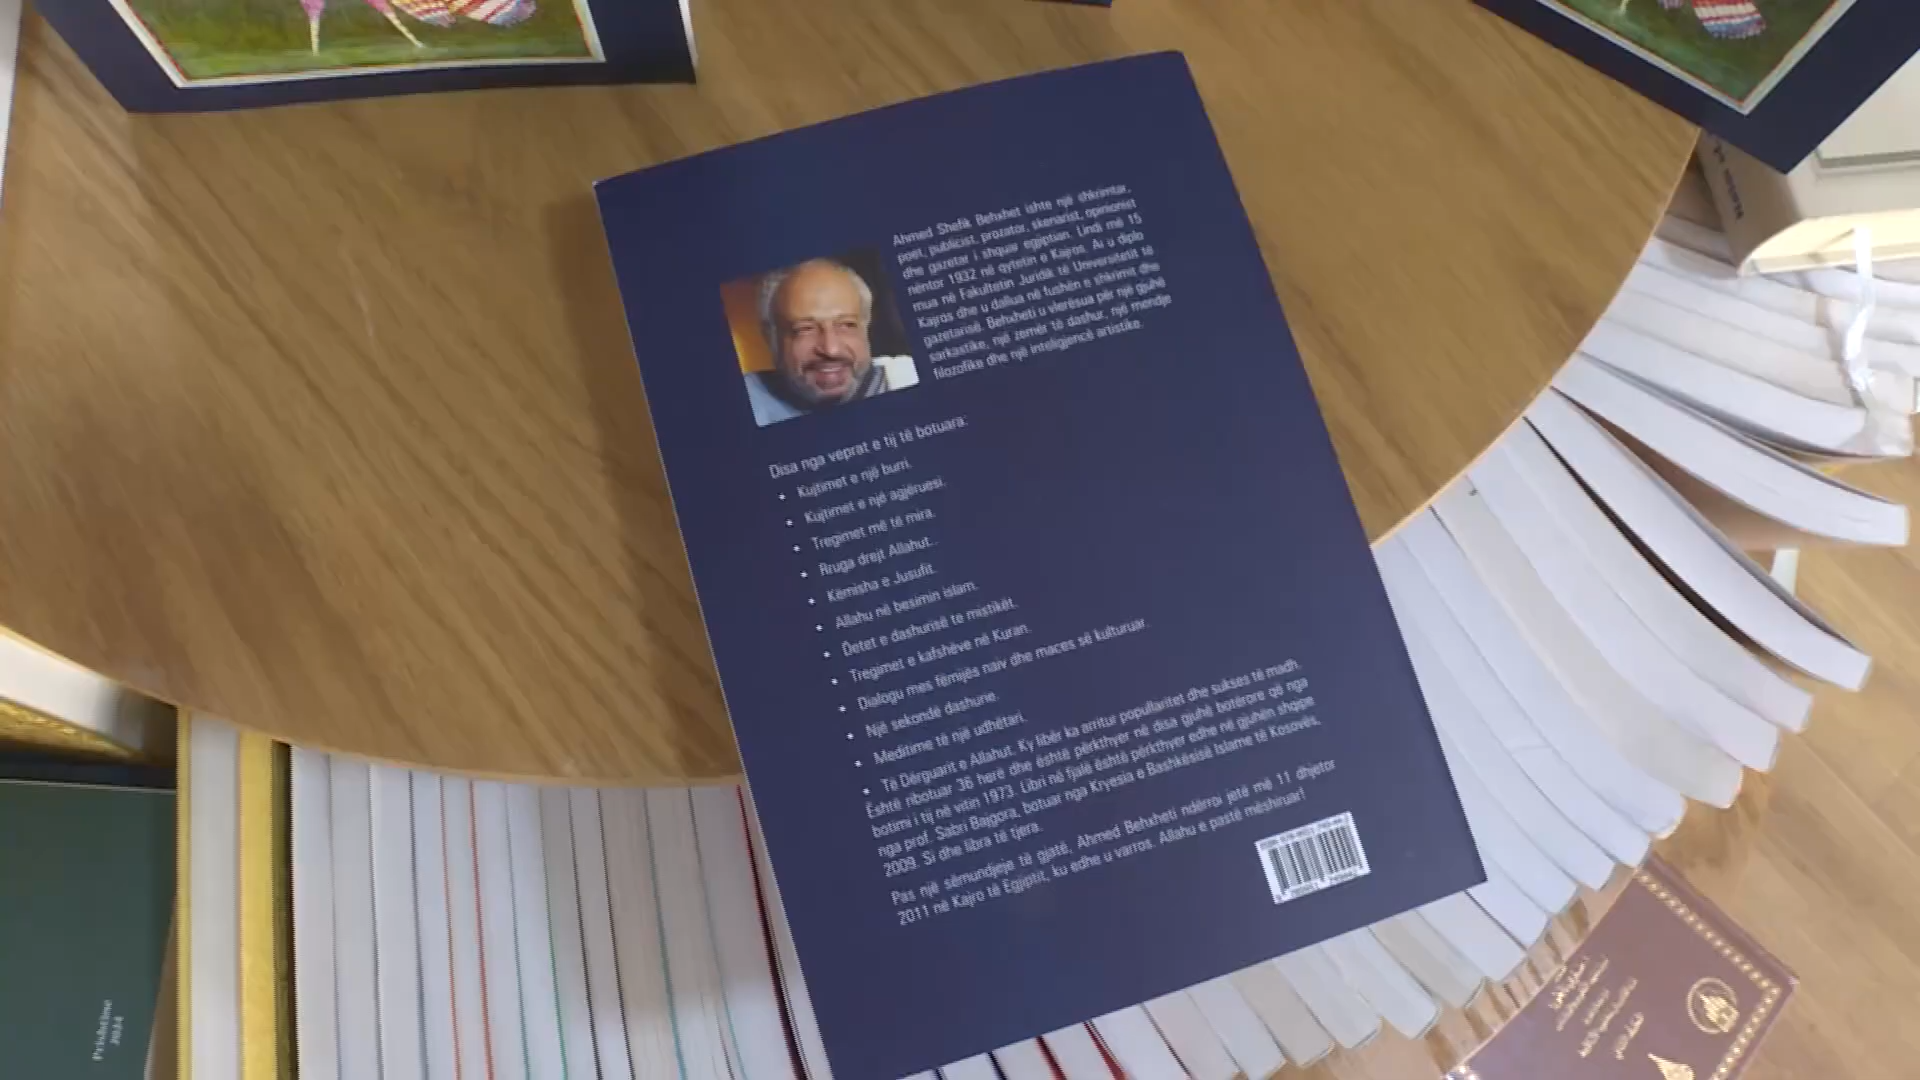 Ahmed Shefik Behxhet ishte një shkrimtar,
poet, publicist, prozator, skenarist, opinionist
dhe gazetar i shquar egjiptian. Lindi më 15
nëntor 1932 në qytetin e Kajros. Ai u diplo
mua në Fakultetin Juridik të Universitetit të
Kajros dhe u dallua në fushën e shkrimit dhe
gazetarisë. Behxheti u vlerësua për një gjuhë
sarkastike, një zemër të dashur, një mendje
filozofike dhe një inteligjencë artistike.
Disa nga veprat e tij të botuara:
• Kujtimet e një burri.
• Kujtimet e një agjëruesi.
• Tregimet më të mira.
• Rruga drejt Allahut..
• Këmisha e Jusufit.
• Allahu në besimin islam.
• Detet e dashurisë te mistikët.
• Tregimet e kafshëve në Kuran.
• Dialogu mes fëmijës naiv dhe maces së kulturuar.
• Një sekondë dashurie.
• Meditime të një udhëtari.
• Të Dërguarit e Allahut. Ky libër ka arritur popullaritet dhe sukses të madh.
Është ribotuar 36 herë dhe është përkthyer në disa gjuhë botërore që nga
botimi i tij në vitin 1973. Libri në fjalë është përkthyer edhe në gjuhën shqipe
nga prof. Sabri Bajgora, botuar nga Kryesia e Bashkësisë Islame të Kosovës,
2009. Si dhe libra të tjera.
Pas një sëmundjeje të gjatë, Ahmed Behxheti ndërroi jetë më 11 dhjetor
2011 në Kajro të Egjiptit, ku edhe u varros. Allahu e pastë mëshiruar!
Prishtinë
2024